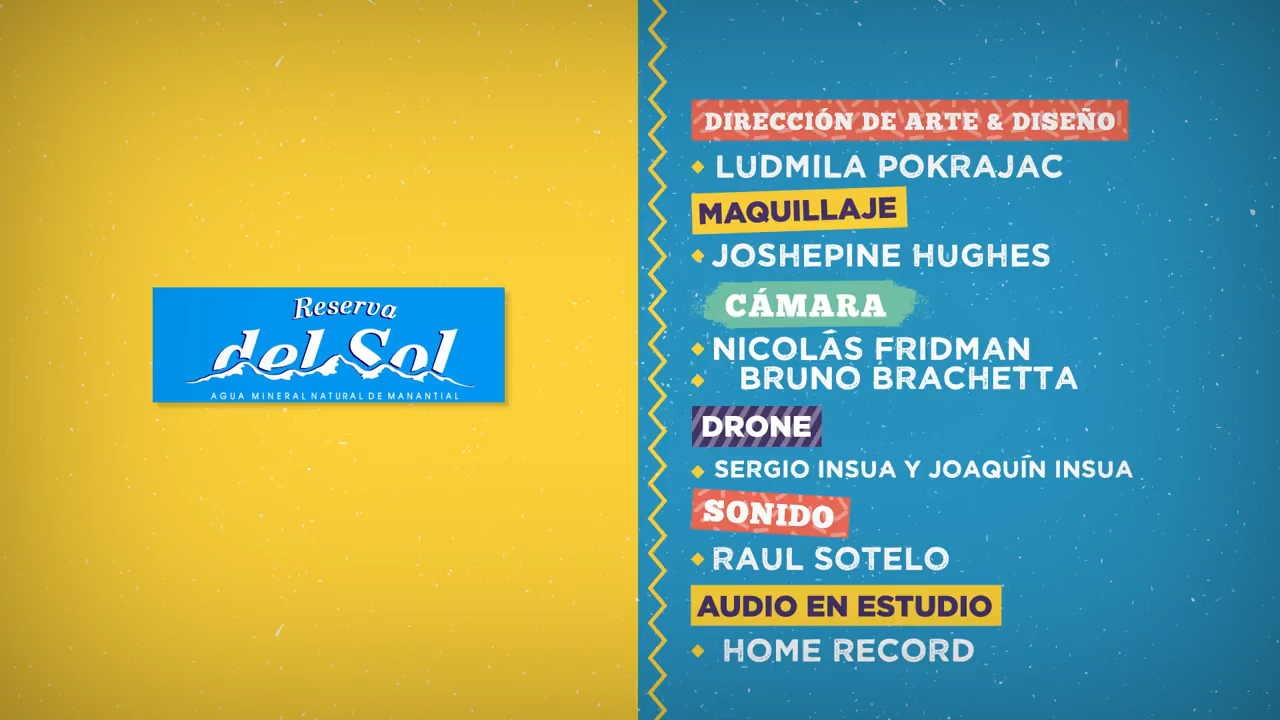 Reserva
del Sol
AGUA MINERAL NATURAL DE MANANTIAL
DIRECCIÓN DE ARTE & DISEÑO
LUDMILA POKRAJAC
MAQUILLAJE
JOSHEPINE HUGHES
CÁMARA
NICOLÁS FRIDMAN
BRUNO BRACHETTA
DRONE
SERGIO INSUA Y JOAQUÍN INSUA
SONIDO
RAUL SOTELO
AUDIO EN ESTUDIO
HOME RECORD